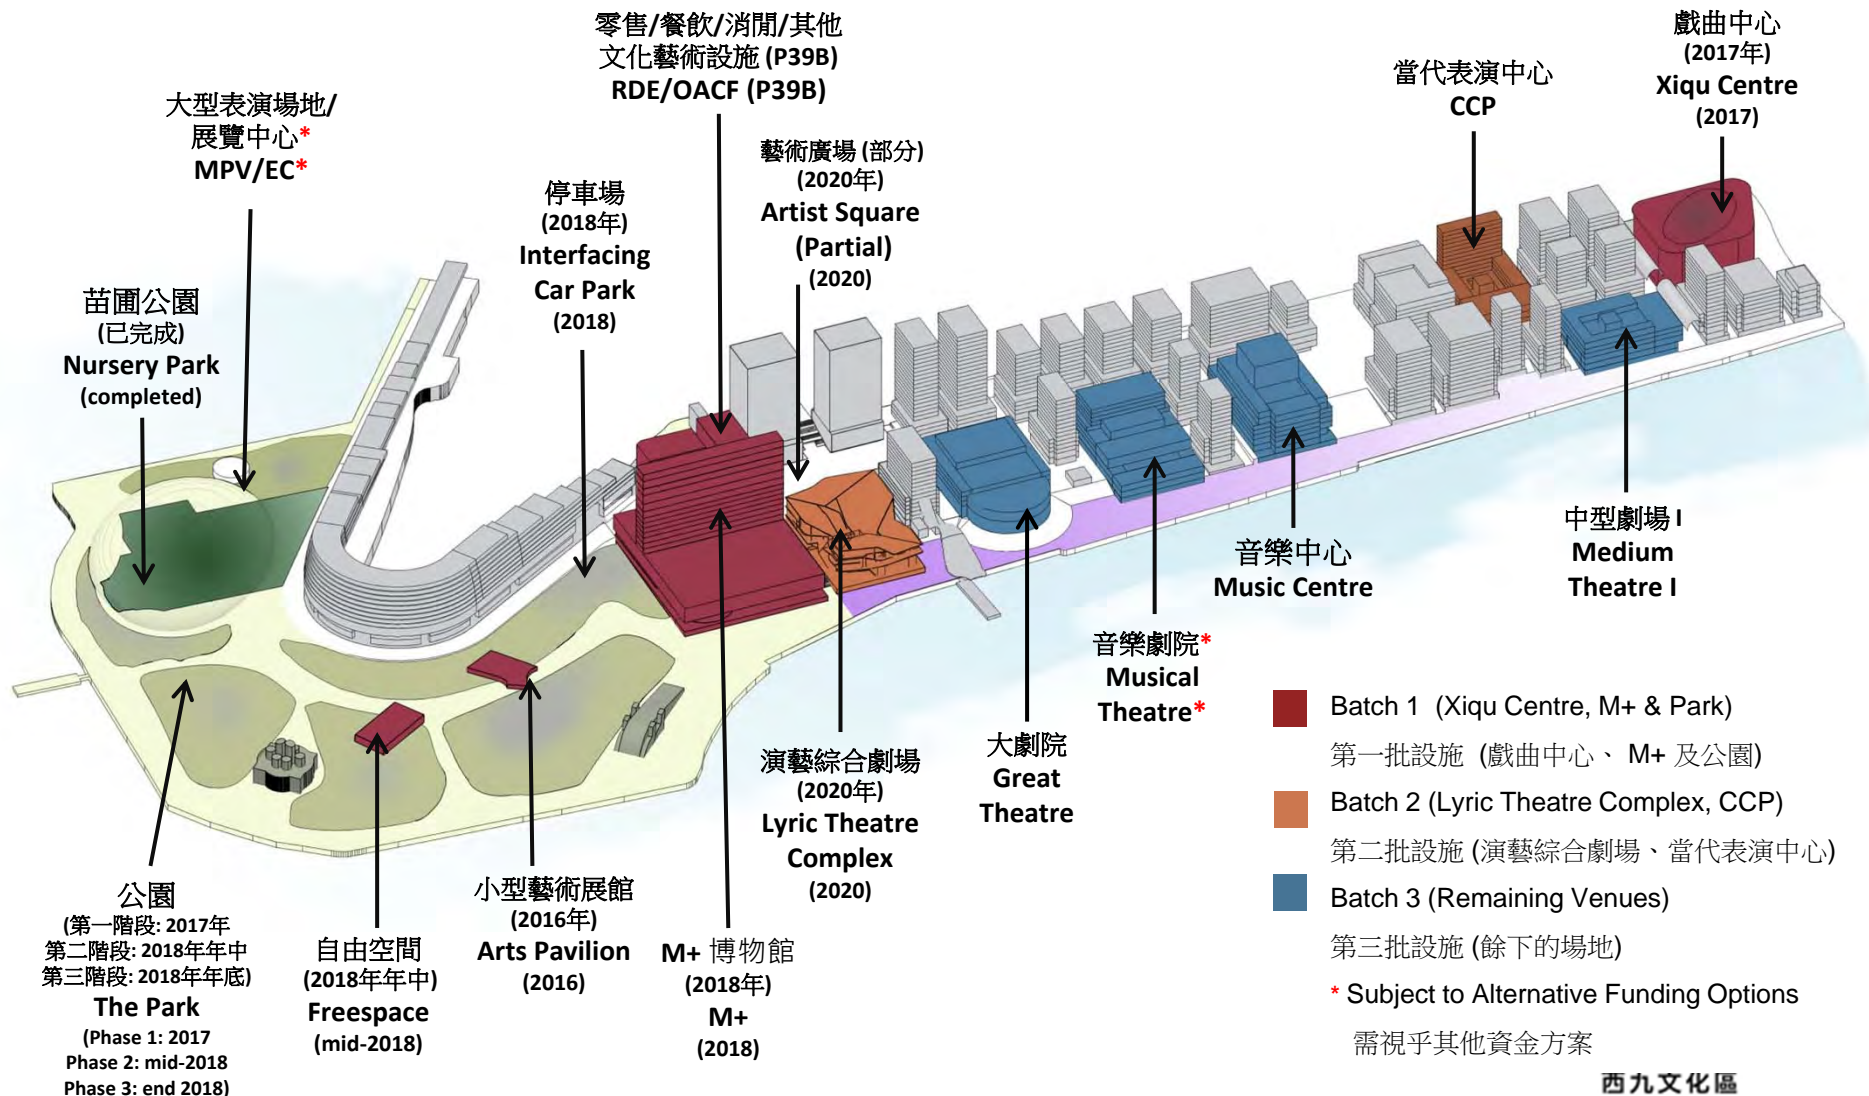 零售/餐飲/消閒/其他
文化藝術設施 (P39B)
RDE/OACF (P39B)
戲曲中心
(2017年)
Xiqu Centre
(2017)
當代表演中心
CCP
大型表演場地/
展覽中心*
MPV/EC*
藝術廣場 (部分)
(2020年)
Artist Square
(Partial)
(2020)
停車場
(2018年)
Interfacing
Car Park
(2018)
苗圃公園
(已完成)
Nursery Park
(completed)
中型劇場 I
Medium
Theatre I
音樂中心
Music Centre
音樂劇院*
Musical
Theatre*
大劇院
Great
Theatre
演藝綜合劇場
(2020年)
Lyric Theatre
Complex
(2020)
公園
(第一階段: 2017年
第二階段: 2018年年中
第三階段: 2018年年底)
The Park
(Phase 1: 2017
Phase 2: mid-2018
Phase 3: end 2018)
自由空間
(2018年年中)
Freespace
(mid-2018)
小型藝術展館
(2016年)
Arts Pavilion
(2016)
M+ 博物館
(2018年)
M+
(2018)
Batch 1 (Xiqu Centre, M+ & Park)
第一批設施 (戲曲中心、 M+ 及公園)
Batch 2 (Lyric Theatre Complex, CCP)
第二批設施 (演藝綜合劇場、當代表演中心)
Batch 3 (Remaining Venues)
第三批設施 (餘下的場地)
* Subject to Alternative Funding Options
需視乎其他資金方案
西九文化區